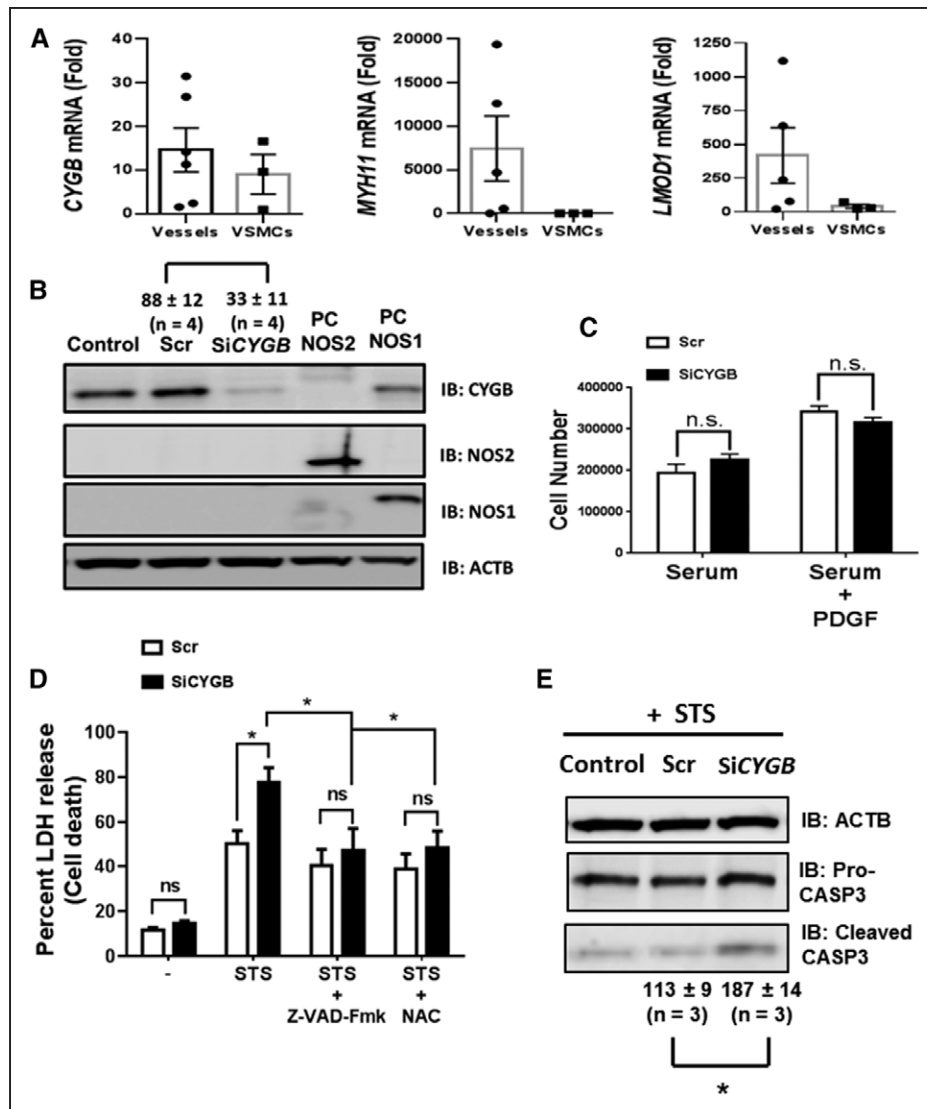 A
CYGB mRNA (Fold)
40
30
20
10
0
Vessels VSMCs
MYH11 mRNA (Fold)
20000
15000
10000
5000
0
Vessels VSMCs
LMOD1 mRNA (Fold)
1250
1000
750
500
250
0
Vessels VSMCs
B
88 ± 12 33 ± 11
(n = 4) (n = 4) PC PC
Control Scr SiCYGB NOS2 NOS1
IB: CYGB
IB: NOS2
IB: NOS1
IB: ACTB
C
Scr
SiCYGB
Cell Number
400000
300000
200000
100000
0
n.s.
n.s.
Serum Serum
+
PDGF
D
Scr
SiCYGB
Percent LDH release
(Cell death)
100
80
60
40
20
0
ns
*
*
*
ns
ns
- STS STS STS
+ +
Z-VAD-Fmk NAC
E
+ STS
Control Scr SiCYGB
IB: ACTB
IB: Pro-
CASP3
IB: Cleaved
CASP3
113 ± 9 187 ± 14
(n = 3) (n = 3)
*